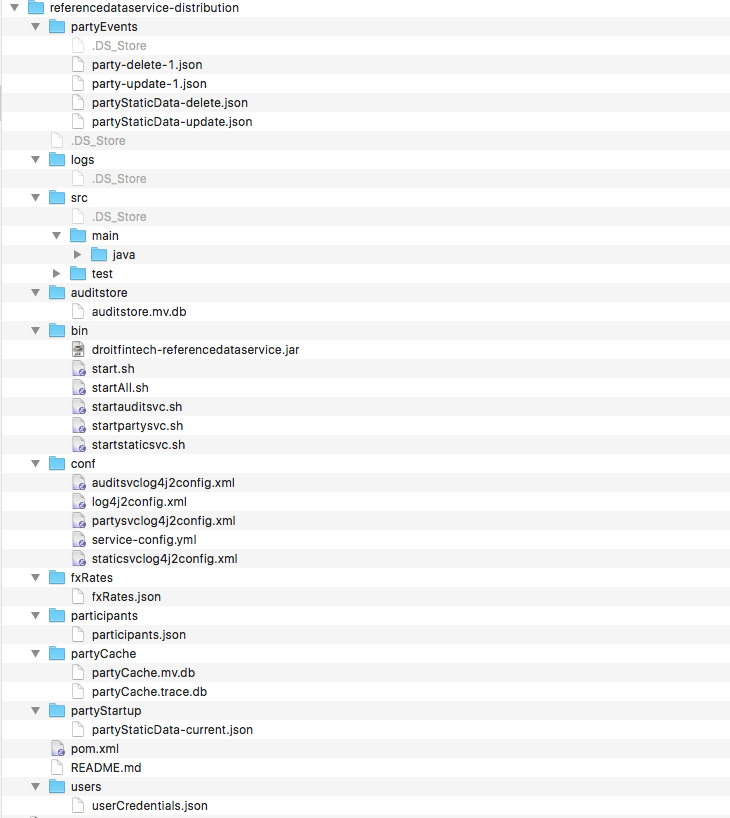 referencedataservice-distribution
partyEvents
.DS_Store
party-delete-1.json
party-update-1.json
partyStaticData-delete.json
partyStaticData-update.json
.DS_Store
logs
.DS_Store
src
.DS_Store
main
java
test
auditstore
auditstore.mv.db
bin
droitfintech-referencedataservice.jar
start.sh
startAll.sh
startauditsvc.sh
startpartysvc.sh
startstaticsvc.sh
conf
auditsvclog4j2config.xml
log4j2config.xml
partysvclog4j2config.xml
service-config.yml
staticsvclog4j2config.xml
fxRates
fxRates.json
participants
participants.json
partyCache
partyCache.mv.db
partyCache.trace.db
partyStartup
partyStaticData-current.json
pom.xml
README.md
users
userCredentials.json